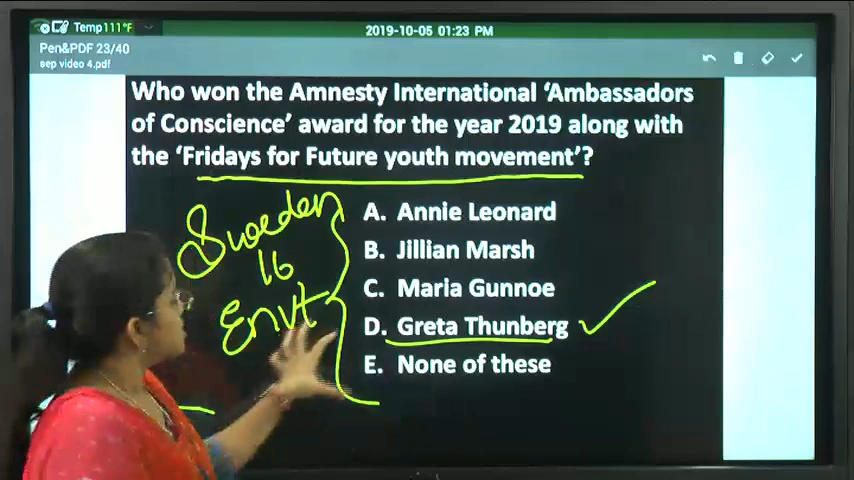 Temp 111°F
2019-10-05 01:23 PM
Pen&PDF 23/40
sep video 4.pdf
Who won the Amnesty International ‘Ambassadors
of Conscience’ award for the year 2019 along with
the ‘Fridays for Future youth movement’?
Sweden
16
Envt
A. Annie Leonard
B. Jillian Marsh
C. Maria Gunnoe
D. Greta Thunberg
E. None of these